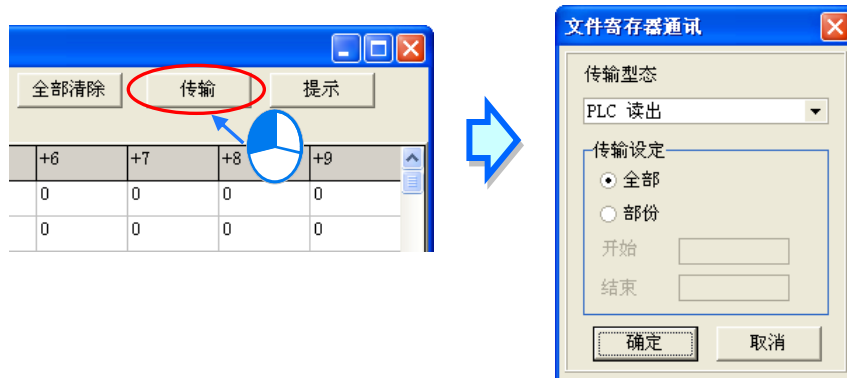 全部清除 传输 提示
+6 +7 +8 +9
0 0 0 0
0 0 0 0
文件寄存器通讯
传输型态
PLC 读出
传输设定
全部
部份
开始
结束
确定 取消